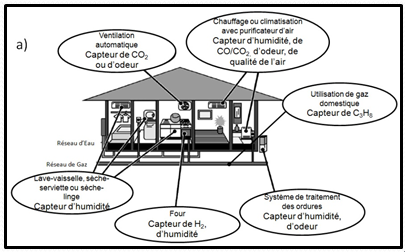 a)
Ventilation
automatique
Capteur de CO2
ou d'odeur
Chauffage ou climatisation
avec purificateur d'air
Capteur d'humidité, de
CO/CO2, d'odeur, de
qualité de l'air
Utilisation de gaz
domestique
Capteur de C3H8
Réseau d'Eau
Réseau de Gaz
Lave-vaisselle, sèche-
serviette ou sèche-
linge
Capteur d'humidité
Four
Capteur de H2,
d'humidité
Système de traitement
des ordures
Capteur d'humidité,
d'odeur